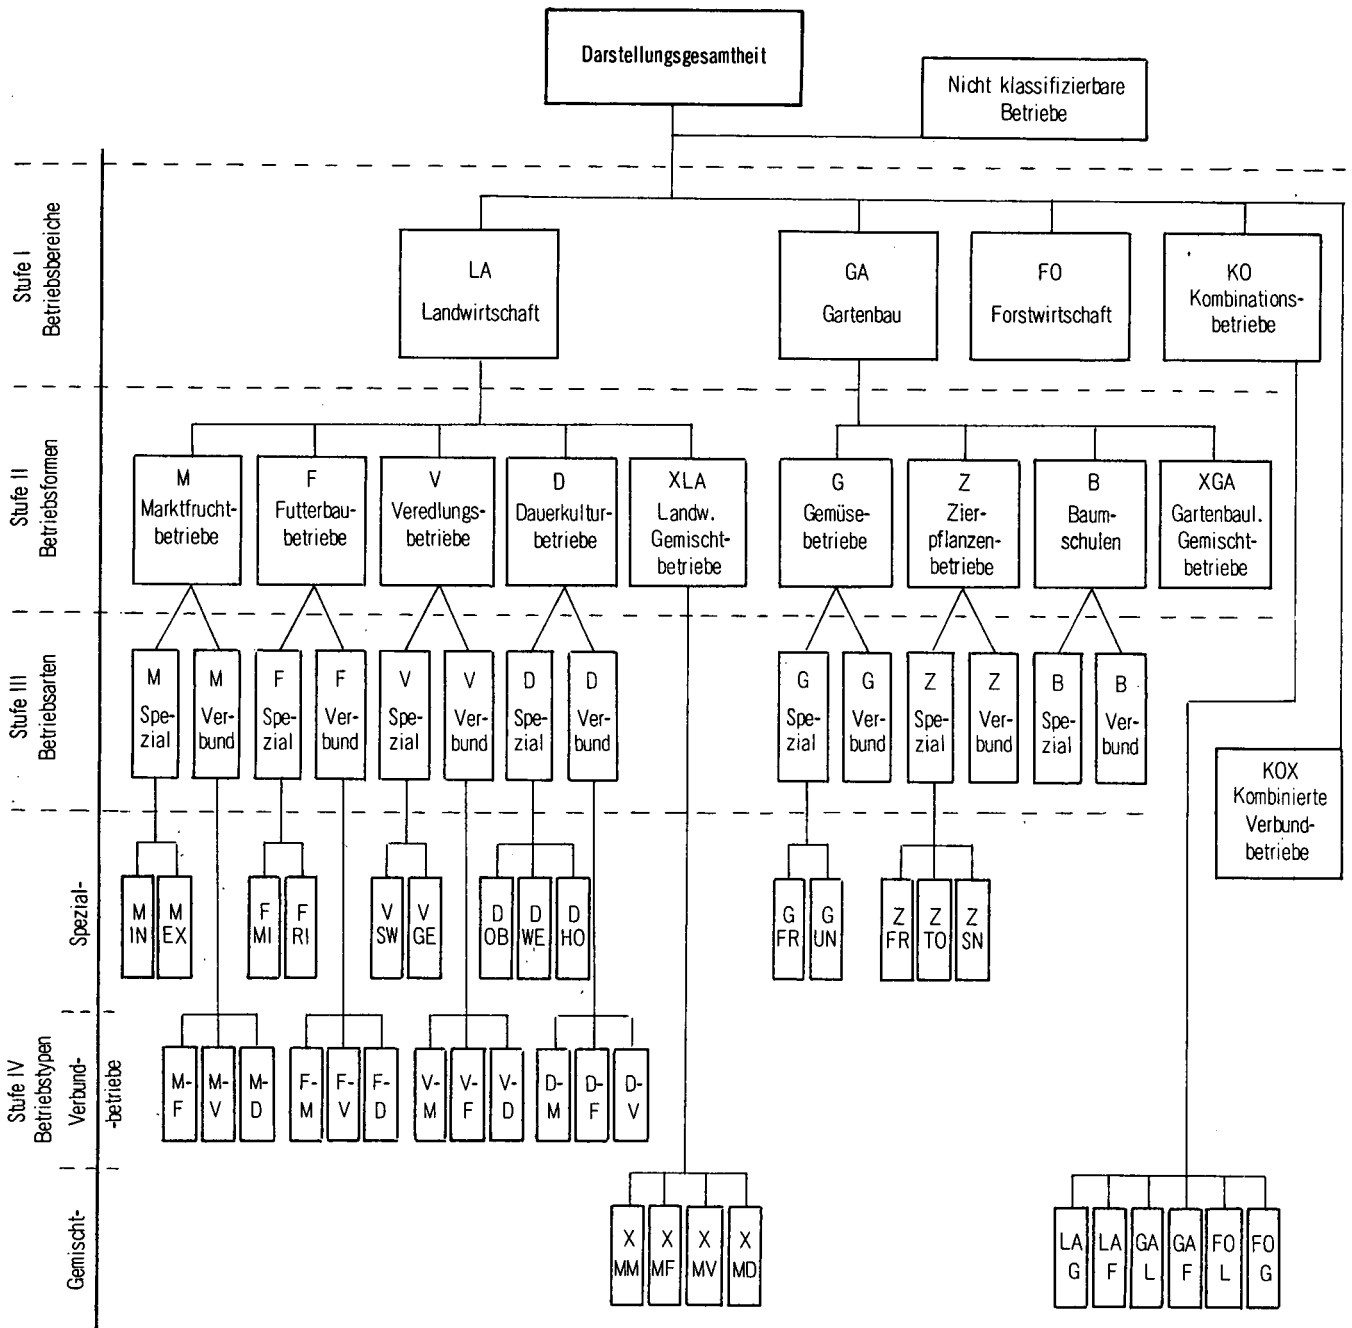 Darstellungsgesamtheit
Nicht klassifizierbare
Betriebe
Stufe I
Betriebsbereiche
LA
Landwirtschaft
GA
Gartenbau
FO
Forstwirtschaft
KO
Kombinations-
betriebe
Stufe II
Betriebsformen
M
Marktfrucht-
betriebe
F
Futterbau-
betriebe
V
Veredlungs-
betriebe
D
Dauerkultur-
betriebe
XLA
Landw.
Gemischt-
betriebe
G
Gemüse-
betriebe
Z
Zier-
pflanzen-
betriebe
B
Baum-
schulen
XGA
Gartenbaul.
Gemischt-
betriebe
Stufe III
Betriebsarten
M
Spe-
zial
M
Ver-
bund
F
Spe-
zial
F
Ver-
bund
V
Spe-
zial
V
Ver-
bund
D
Spe-
zial
D
Ver-
bund
G
Spe-
zial
G
Ver-
bund
Z
Spe-
zial
Z
Ver-
bund
B
Spe-
zial
B
Ver-
bund
KOX
Kombinierte
Verbund-
betriebe
Stufe IV
Betriebstypen
Spezial-
M
IN
M
EX
F
MI
F
RI
V
SW
V
GE
D
OB
D
WE
D
HO
G
FR
G
UN
Z
FR
Z
TO
Z
SN
Verbund-
-betriebe
M-
F
M-
V
M-
D
F-
M
F-
V
F-
D
V-
M
V-
F
V-
D
D-
M
D-
F
D-
V
Gemischt-
X
MM
X
MF
X
MV
X
MD
LA
G
LA
F
GA
L
GA
F
FO
L
FO
G